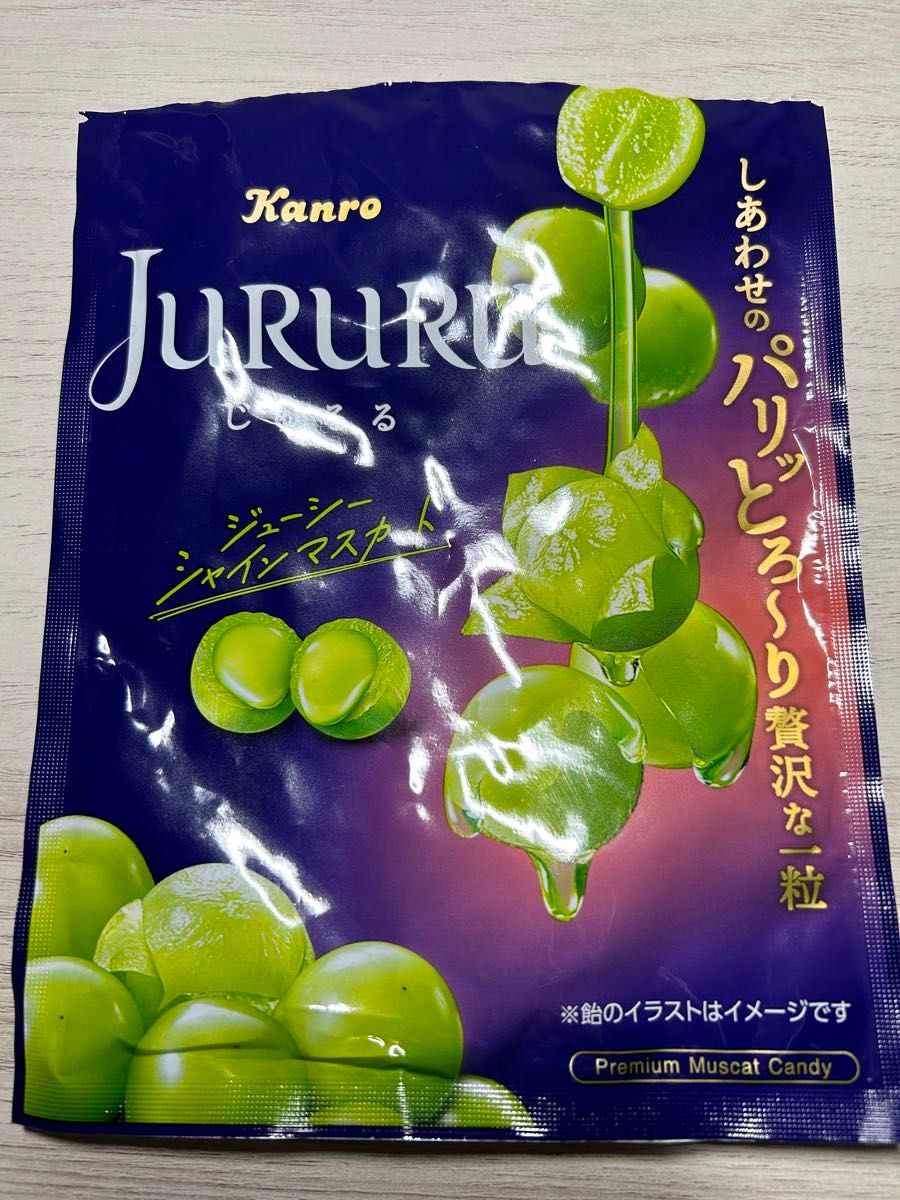 Kanro
JURURU
じゅるる
ジューシー
シャインマスカット
しあわせの
パリッとろ〜り
贅沢な一粒
※飴のイラストはイメージです
Premium Muscat Candy